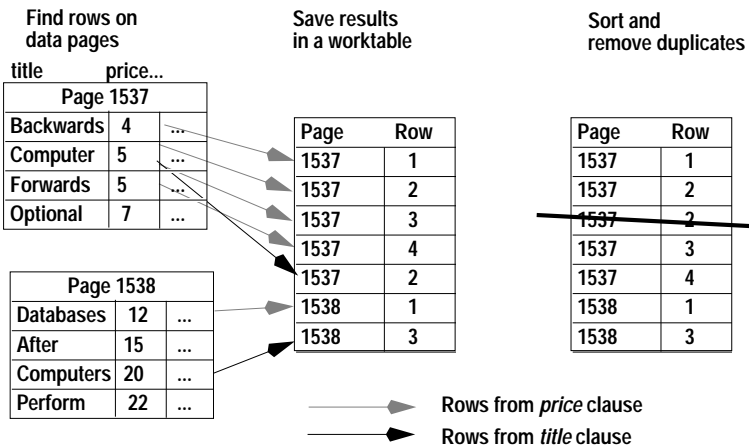 Find rows on
data pages
title price...
Page 1537
Backwards 4 ...
Computer 5 ...
Forwards 5 ...
Optional 7 ...
Page 1538
Databases 12 ...
After 15 ...
Computers 20 ...
Perform 22 ...
Save results
in a worktable
Page Row
1537 1
1537 2
1537 3
1537 4
1537 2
1538 1
1538 3
Sort and
remove duplicates
Page Row
1537 1
1537 2
1537 2
1537 3
1537 4
1538 1
1538 3
Rows from price clause
Rows from title clause